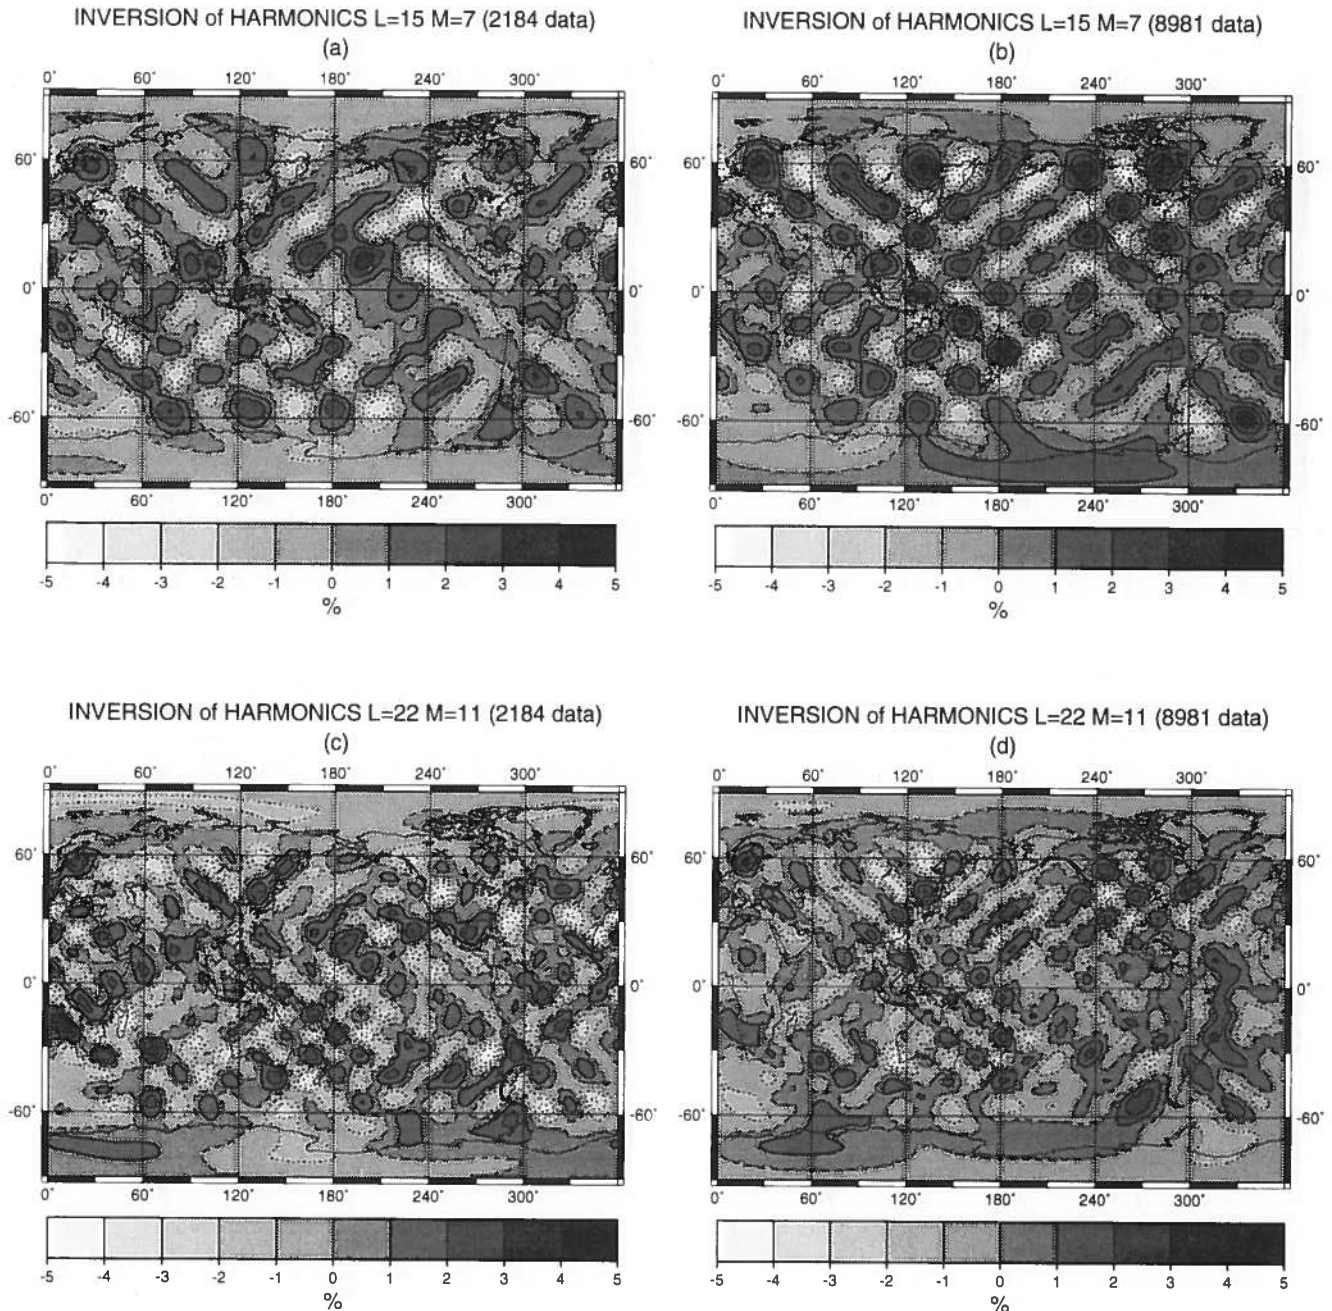 INVERSION of HARMONICS L=15 M=7 (2184 data)
(a)
0° 60° 120° 180° 240° 300°
60° 60°
0° 0°
-60° -60°
0° 60° 120° 180° 240° 300°
-5 -4 -3 -2 -1 0 1 2 3 4 5
%
INVERSION of HARMONICS L=15 M=7 (8981 data)
(b)
0° 60° 120° 180° 240° 300°
60° 60°
0° 0°
-60° -60°
0° 60° 120° 180° 240° 300°
-5 -4 -3 -2 -1 0 1 2 3 4 5
%
INVERSION of HARMONICS L=22 M=11 (2184 data)
(c)
0° 60° 120° 180° 240° 300°
60° 60°
0° 0°
-60° -60°
0° 60° 120° 180° 240° 300°
-5 -4 -3 -2 -1 0 1 2 3 4 5
%
INVERSION of HARMONICS L=22 M=11 (8981 data)
(d)
0° 60° 120° 180° 240° 300°
60° 60°
0° 0°
-60° -60°
0° 60° 120° 180° 240° 300°
-5 -4 -3 -2 -1 0 1 2 3 4 5
%